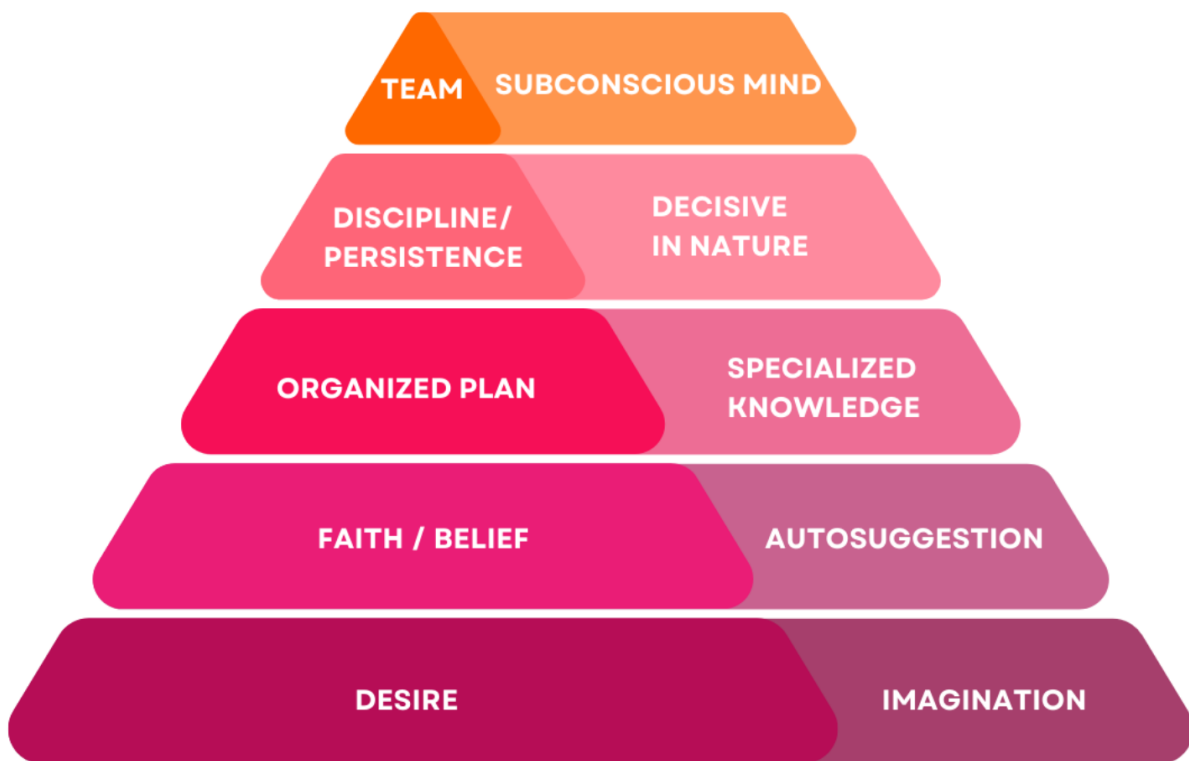 TEAM
SUBCONSCIOUS MIND
DISCIPLINE/
PERSISTENCE
DECISIVE
IN NATURE
ORGANIZED PLAN
SPECIALIZED
KNOWLEDGE
FAITH / BELIEF
AUTOSUGGESTION
DESIRE
IMAGINATION